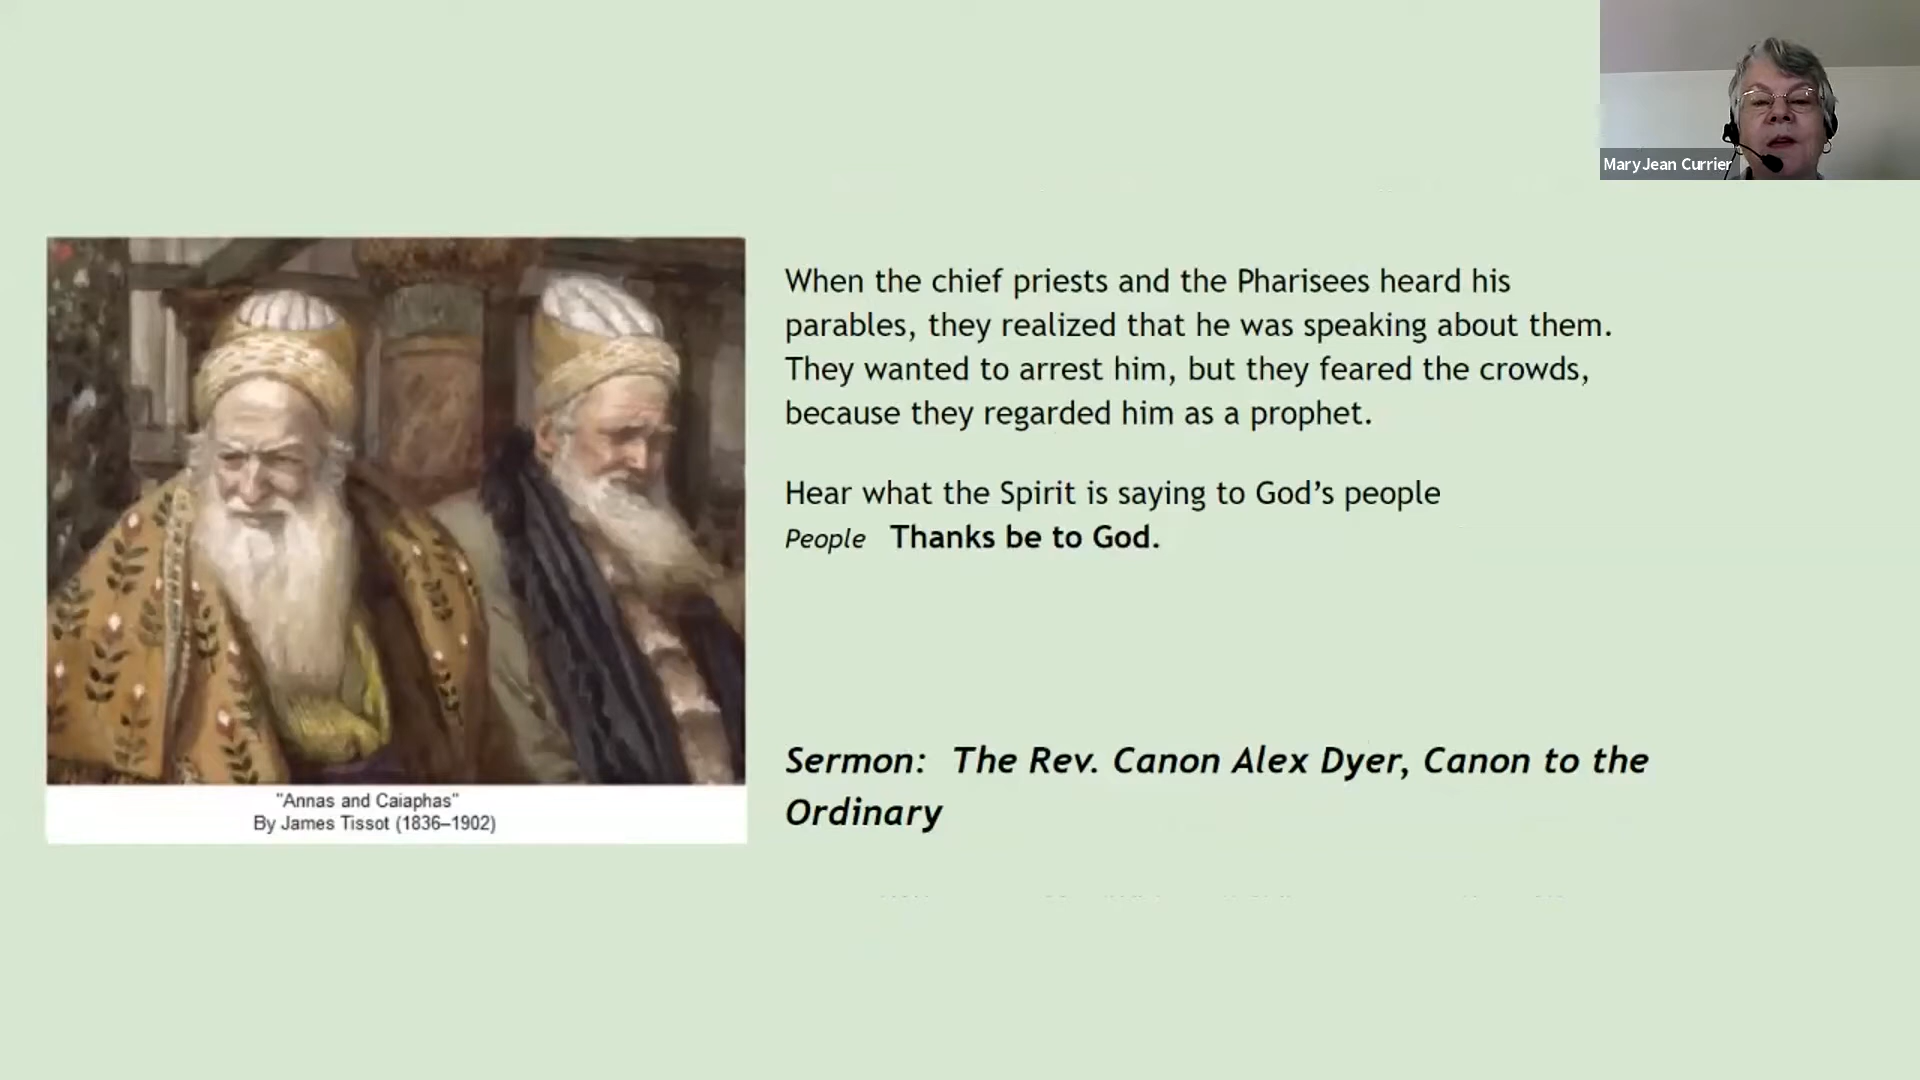 MaryJean Currier
When the chief priests and the Pharisees heard his
parables, they realized that he was speaking about them.
They wanted to arrest him, but they feared the crowds,
because they regarded him as a prophet.
Hear what the Spirit is saying to God’s people
People Thanks be to God.
Sermon: The Rev. Canon Alex Dyer, Canon to the
Ordinary
"Annas and Caiaphas"
By James Tissot (1836–1902)